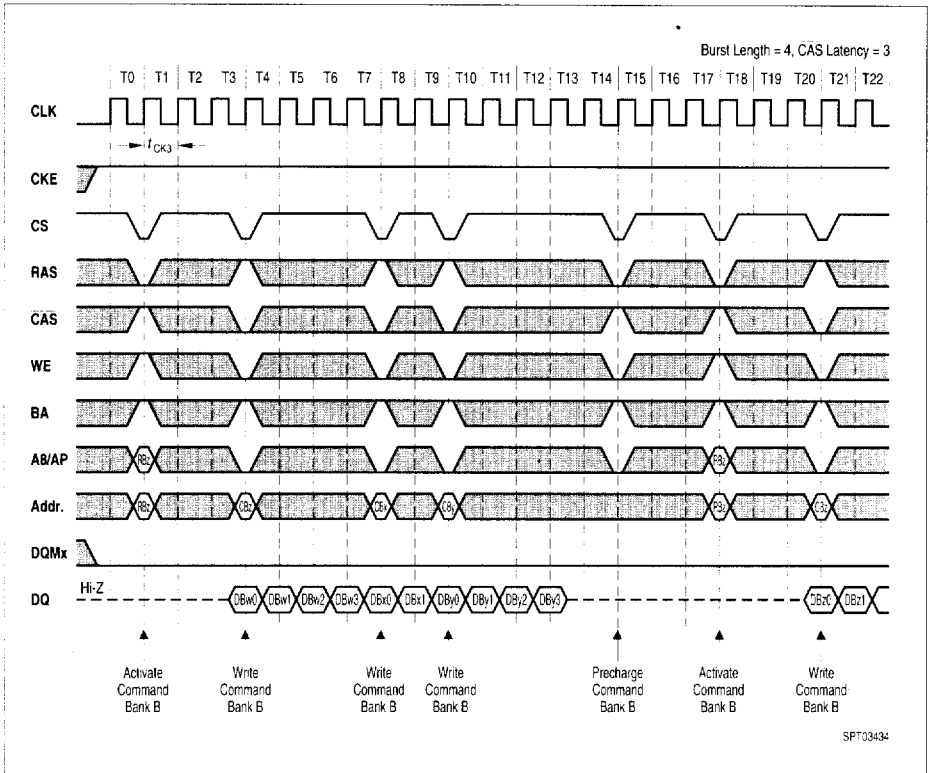 Burst Length = 4, CAS Latency = 3
T0 T1 T2 T3 T4 T5 T6 T7 T8 T9 T10 T11 T12 T13 T14 T15 T16 T17 T18 T19 T20 T21 T22
CLK
tCK3
CKE
CS
RAS
CAS
WE
BA
A8/AP RBz RBz
Addr. RBz CBz CBx CBy RBz CBz
DQMx
Hi-Z
DQ DBw0 DBw1 DBw2 DBw3 DBx0 DBx1 DBy0 DBy1 DBy2 DBy3 DBz0 DBz1
Activate Command Bank B
Write Command Bank B
Write Command Bank B
Write Command Bank B
Precharge Command Bank B
Activate Command Bank B
Write Command Bank B
SPT03434